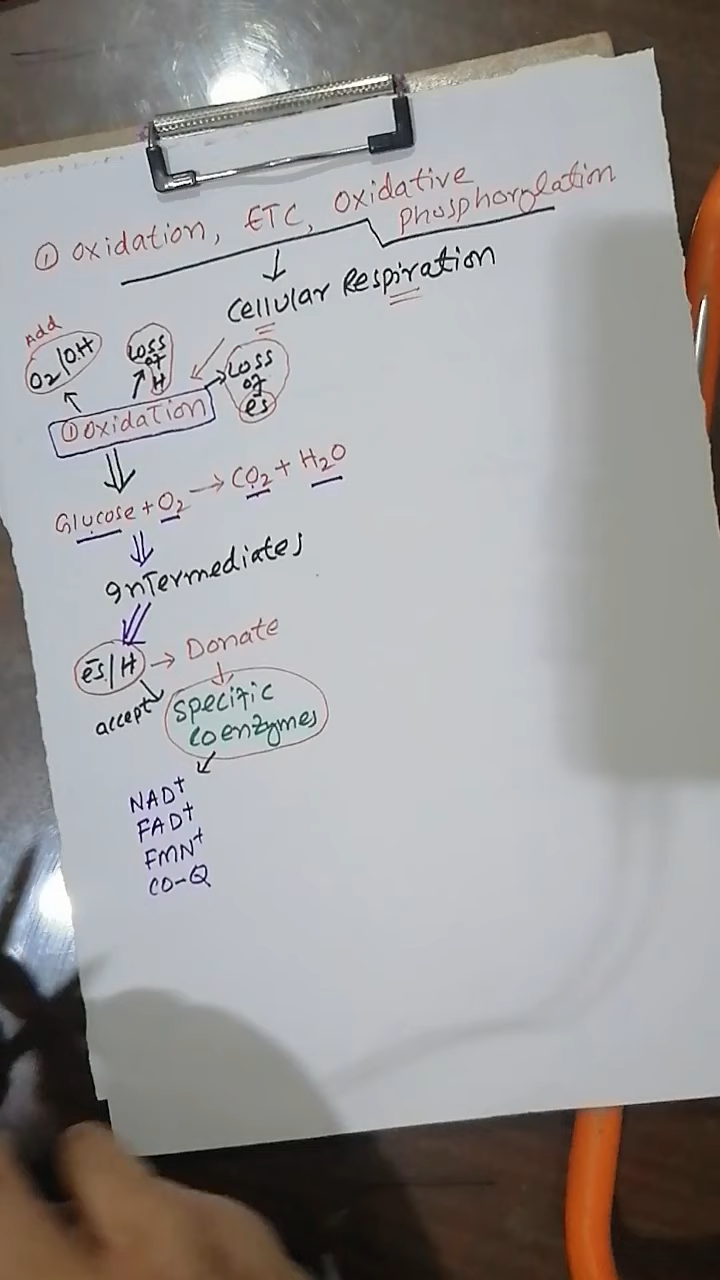 ① Oxidation, ETC, Oxidative
phosphorylation
Cellular Respiration
Add
O2/OH
Loss
of
H
Loss
of
es
① Oxidation
Glucose + O2 → CO2 + H2O
Intermediates
es/H → Donate
accept
Specific
Coenzymes
NAD+
FAD+
FMN+
CO-Q